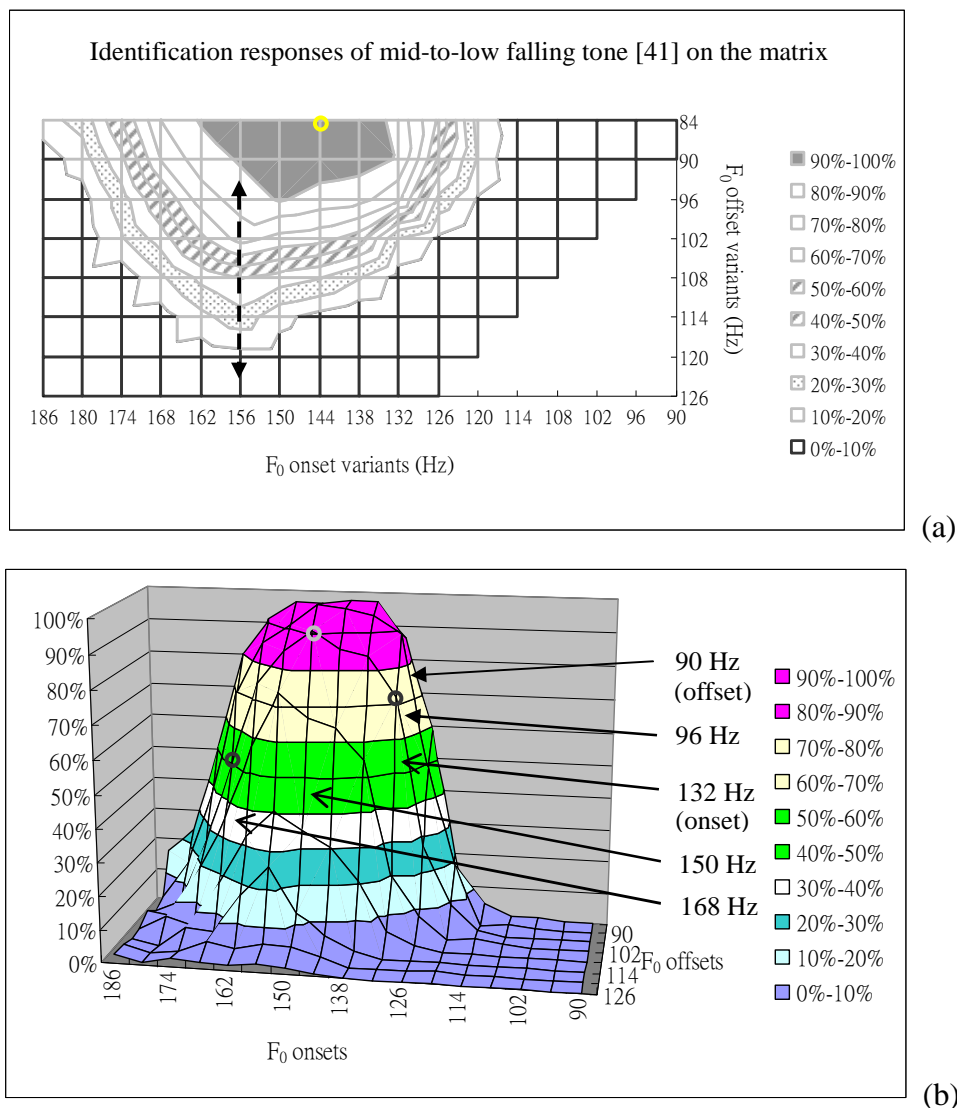 Identification responses of mid-to-low falling tone [41] on the matrix
84
90
96
102
108
114
120
126
F0 offset variants (Hz)
186 180 174 168 162 156 150 144 138 132 126 120 114 108 102 96 90
F0 onset variants (Hz)
90%-100%
80%-90%
70%-80%
60%-70%
50%-60%
40%-50%
30%-40%
20%-30%
10%-20%
0%-10%
(a)
100%
90%
80%
70%
60%
50%
40%
30%
20%
10%
0%
186 174 162 150 138 126 114 102 90
F0 onsets
90
102
114
126
F0 offsets
90 Hz
(offset)
96 Hz
132 Hz
(onset)
150 Hz
168 Hz
90%-100%
80%-90%
70%-80%
60%-70%
50%-60%
40%-50%
30%-40%
20%-30%
10%-20%
0%-10%
(b)